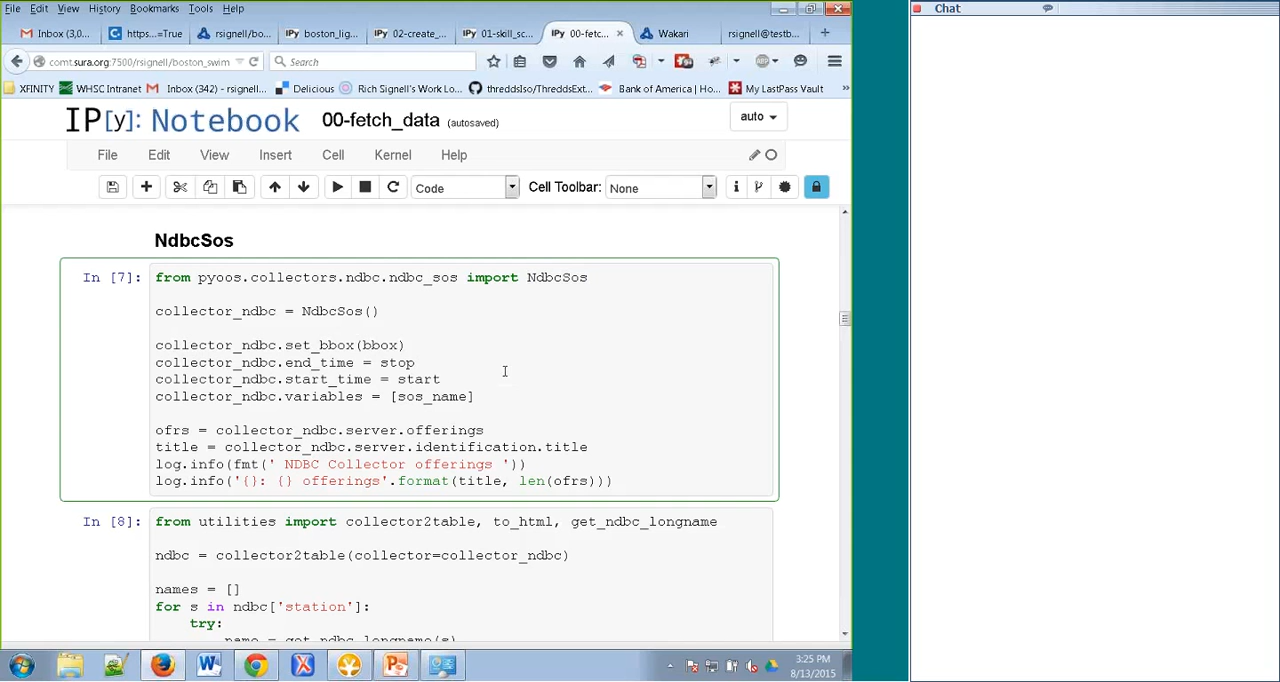 File Edit View History Bookmarks Tools Help
Chat
Inbox (3,0...
https...=True
rsignell/bo...
IPy boston_lig...
IPy 02-create_...
IPy 01-skill_sc...
IPy 00-fetc...
Wakari
rsignell@testb...
comt.sura.org:7500/rsignell/boston_swim
Search
XFINITY
WHSC Intranet
Inbox (342) - rsignell...
Delicious
Rich Signell's Work Lo...
threddsIso/ThreddsExt...
Bank of America | Ho...
My LastPass Vault
IP[y]: Notebook 00-fetch_data (autosaved)
auto
File Edit View Insert Cell Kernel Help
Code
Cell Toolbar: None
NdbcSos
In [7]: from pyoos.collectors.ndbc.ndbc_sos import NdbcSos
collector_ndbc = NdbcSos()
collector_ndbc.set_bbox(bbox)
collector_ndbc.end_time = stop
collector_ndbc.start_time = start
collector_ndbc.variables = [sos_name]
ofrs = collector_ndbc.server.offerings
title = collector_ndbc.server.identification.title
log.info(fmt(' NDBC Collector offerings '))
log.info('{}: {} offerings'.format(title, len(ofrs)))
In [8]: from utilities import collector2table, to_html, get_ndbc_longname
ndbc = collector2table(collector=collector_ndbc)
names = []
for s in ndbc['station']:
try:
name = get_ndbc_longname(s)
3:25 PM
8/13/2015